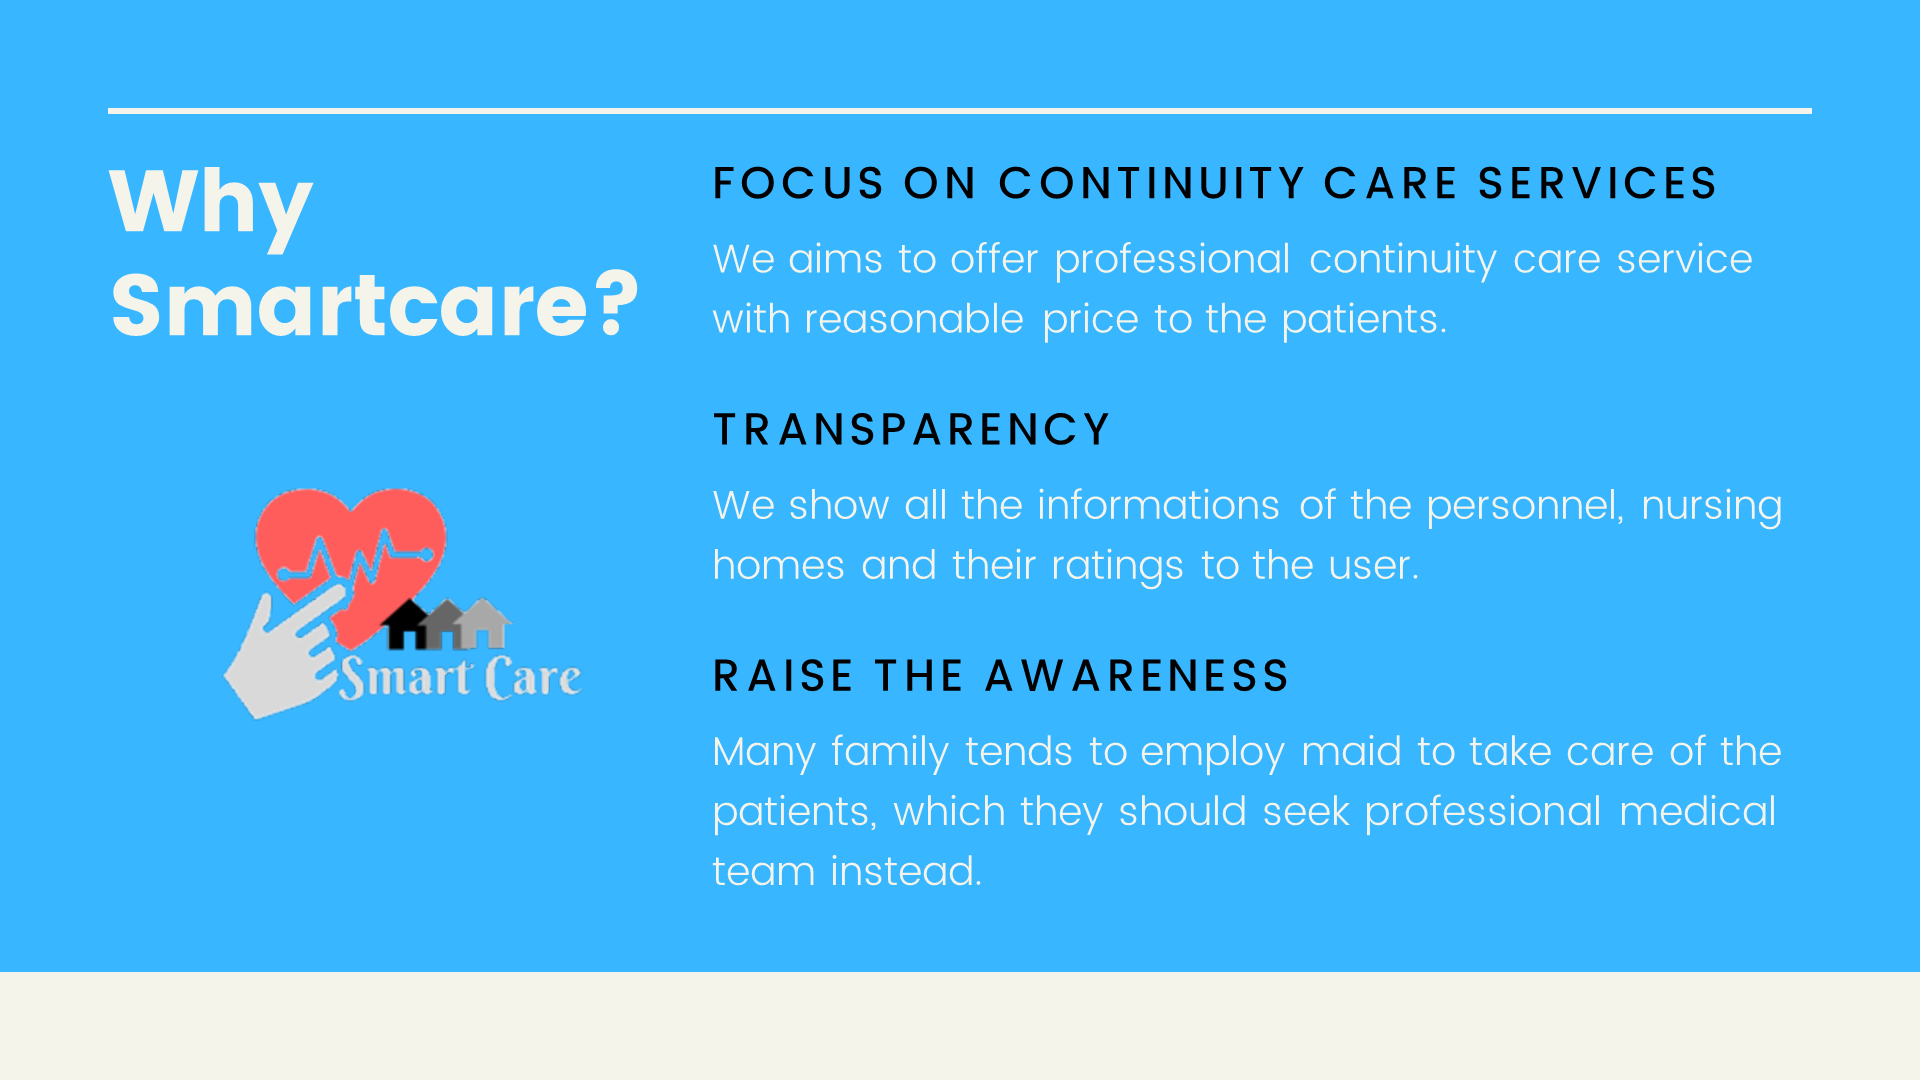 Why
Smartcare?
Smart Care
FOCUS ON CONTINUITY CARE SERVICES
We aims to offer professional continuity care service
with reasonable price to the patients.
TRANSPARENCY
We show all the informations of the personnel, nursing
homes and their ratings to the user.
RAISE THE AWARENESS
Many family tends to employ maid to take care of the
patients, which they should seek professional medical
team instead.